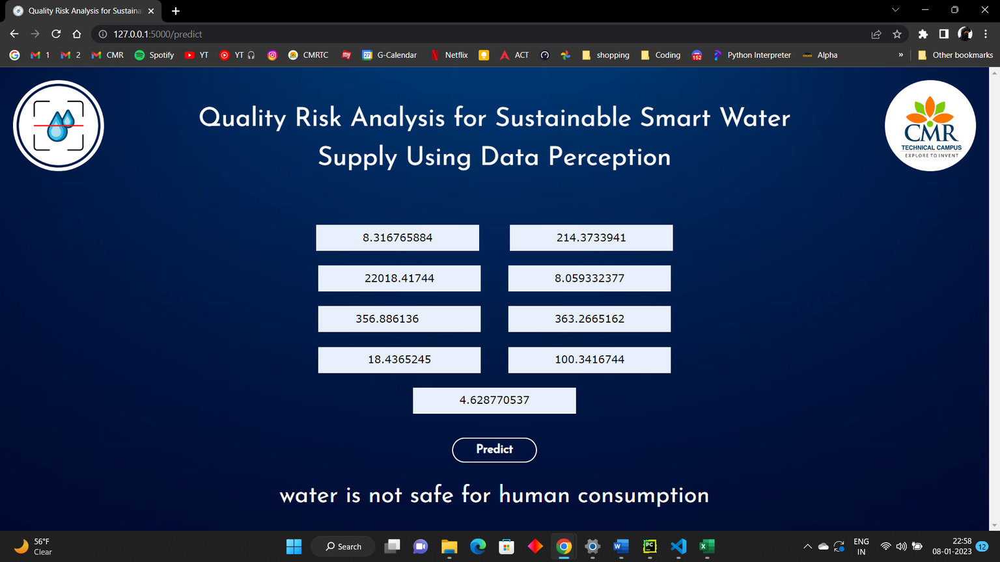 Quality Risk Analysis for Sustaina
127.0.0.1:5000/predict
1 2 CMR Spotify YT YT CMRTC my 27 G-Calendar Netflix ACT shopping Coding 152 Python Interpreter Alpha » Other bookmarks
Quality Risk Analysis for Sustainable Smart Water
Supply Using Data Perception
CMR
TECHNICAL CAMPUS
EXPLORE TO INVENT
8.316765884 214.3733941
22018.41744 8.059332377
356.886136 363.2665162
18.4365245 100.3416744
4.628770537
Predict
water is not safe for human consumption
56°F
Clear
Search
ENG
IN
22:58
08-01-2023
12